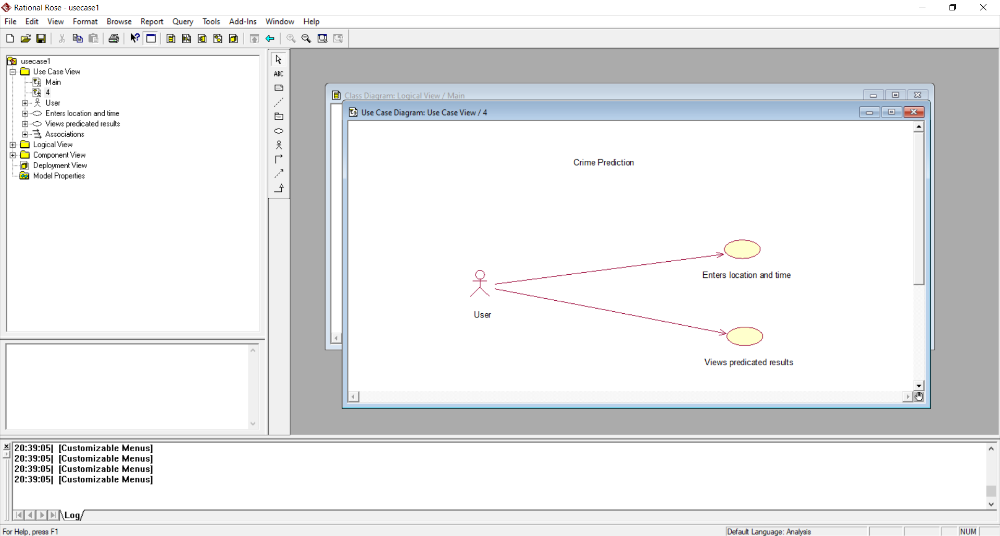 Rational Rose - usecase1
File Edit View Format Browse Report Query Tools Add-Ins Window Help
usecase1
Use Case View
Main
4
User
Enters location and time
Views predicated results
Associations
Logical View
Component View
Deployment View
Model Properties
ABC
Class Diagram: Logical View / Main
Use Case Diagram: Use Case View / 4
Crime Prediction
Enters location and time
User
Views predicated results
20:39:05| [Customizable Menus]
20:39:05| [Customizable Menus]
20:39:05| [Customizable Menus]
20:39:05| [Customizable Menus]
Log
For Help, press F1
Default Language: Analysis
NUM